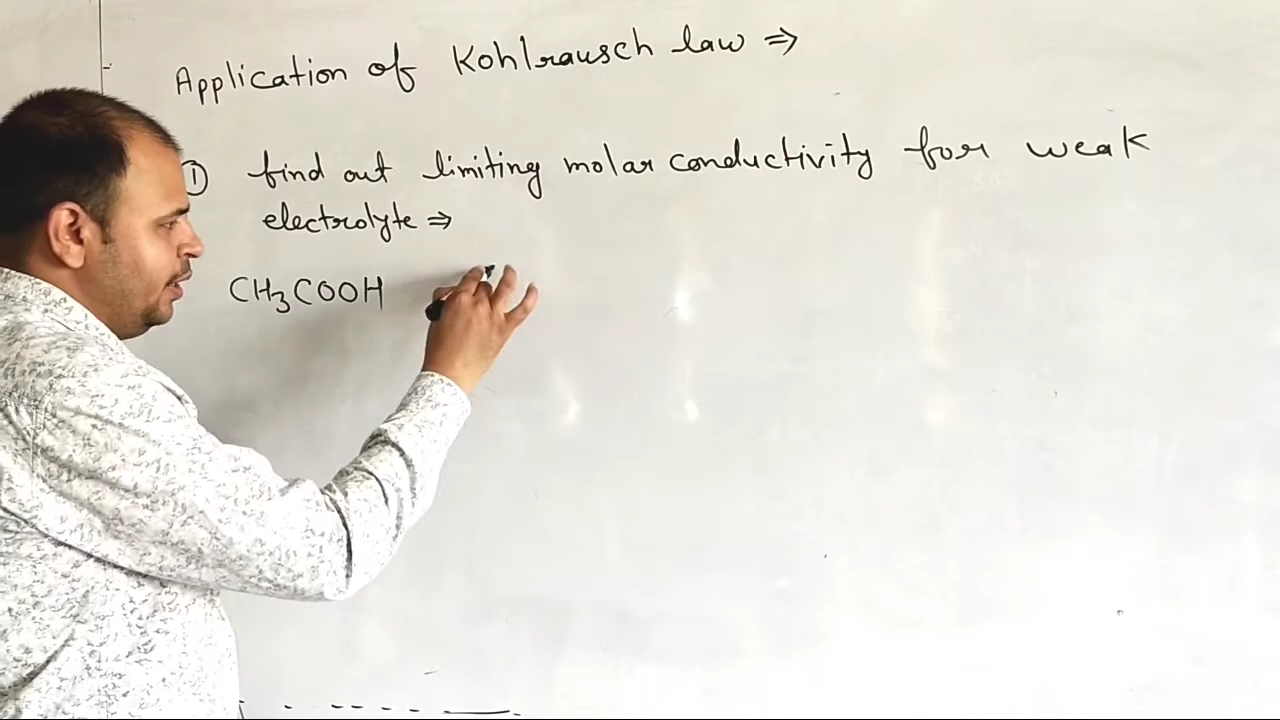 Application of Kohlrausch law ⇒
① find out limiting molar conductivity for weak
electrolyte ⇒
CH₃COOH